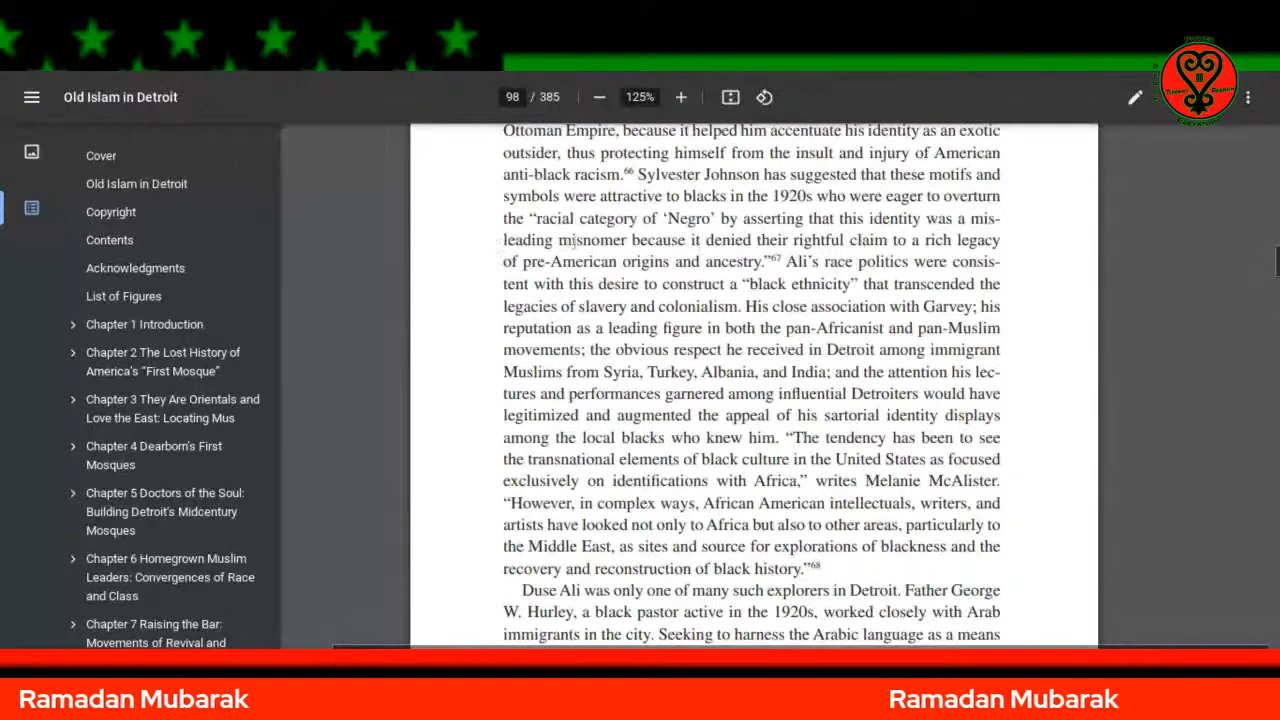 POWER
TIFFANY FRENCH
ELEVATION
Old Islam in Detroit
98 / 385
125%
Cover
Old Islam in Detroit
Copyright
Contents
Acknowledgments
List of Figures
Chapter 1 Introduction
Chapter 2 The Lost History of
America's “First Mosque”
Chapter 3 They Are Orientals and
Love the East: Locating Mus
Chapter 4 Dearborn's First
Mosques
Chapter 5 Doctors of the Soul:
Building Detroit's Midcentury
Mosques
Chapter 6 Homegrown Muslim
Leaders: Convergences of Race
and Class
Chapter 7 Raising the Bar:
Movements of Revival and
Ottoman Empire, because it helped him accentuate his identity as an exotic
outsider, thus protecting himself from the insult and injury of American
anti-black racism.66 Sylvester Johnson has suggested that these motifs and
symbols were attractive to blacks in the 1920s who were eager to overturn
the “racial category of ‘Negro’ by asserting that this identity was a mis-
leading misnomer because it denied their rightful claim to a rich legacy
of pre-American origins and ancestry.”67 Ali's race politics were consis-
tent with this desire to construct a “black ethnicity” that transcended the
legacies of slavery and colonialism. His close association with Garvey; his
reputation as a leading figure in both the pan-Africanist and pan-Muslim
movements; the obvious respect he received in Detroit among immigrant
Muslims from Syria, Turkey, Albania, and India; and the attention his lec-
tures and performances garnered among influential Detroiters would have
legitimized and augmented the appeal of his sartorial identity displays
among the local blacks who knew him. “The tendency has been to see
the transnational elements of black culture in the United States as focused
exclusively on identifications with Africa,” writes Melanie McAlister.
“However, in complex ways, African American intellectuals, writers, and
artists have looked not only to Africa but also to other areas, particularly to
the Middle East, as sites and source for explorations of blackness and the
recovery and reconstruction of black history.”68
Duse Ali was only one of many such explorers in Detroit. Father George
W. Hurley, a black pastor active in the 1920s, worked closely with Arab
immigrants in the city. Seeking to harness the Arabic language as a means
Ramadan Mubarak
Ramadan Mubarak